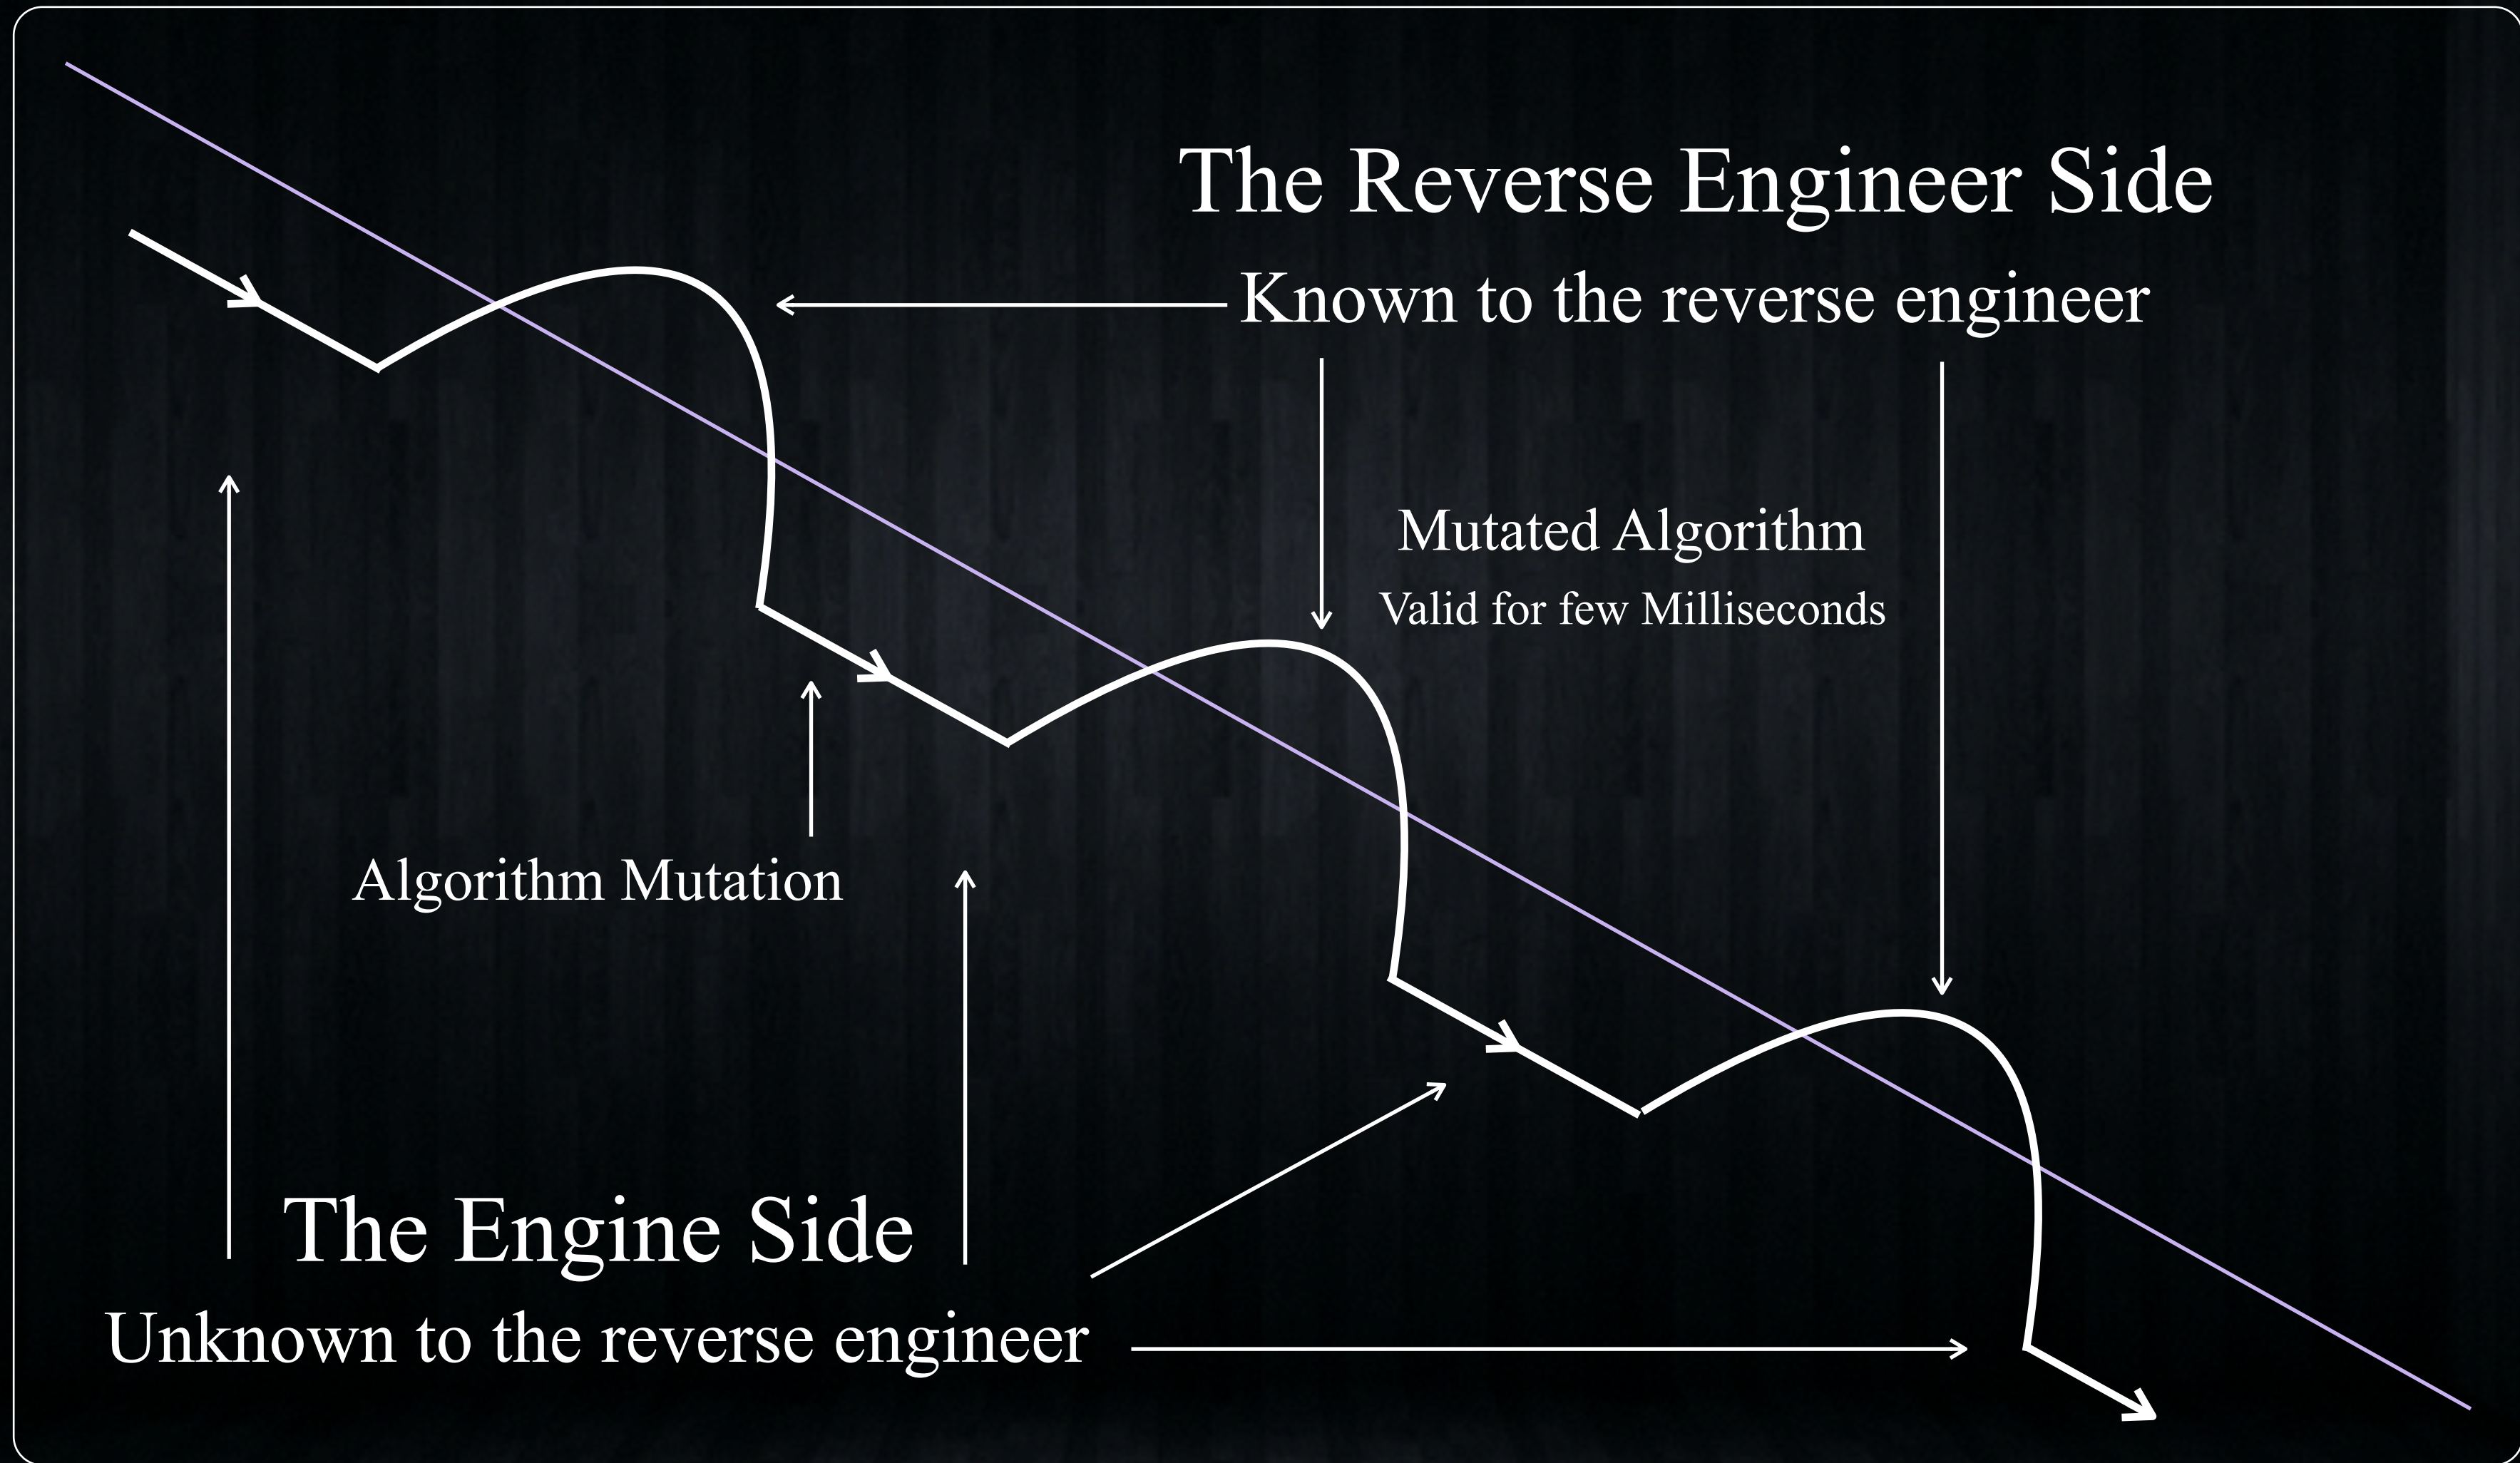 The Reverse Engineer Side
Known to the reverse engineer
Mutated Algorithm
Valid for few Milliseconds
Algorithm Mutation
The Engine Side
Unknown to the reverse engineer